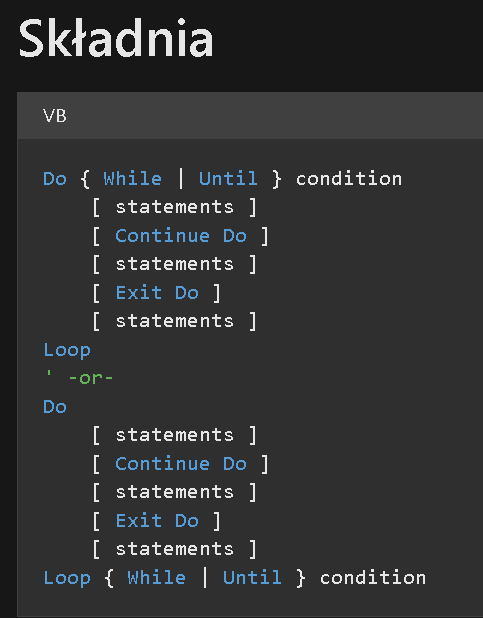 Składnia
VB
Do { While | Until } condition
    [ statements ]
    [ Continue Do ]
    [ statements ]
    [ Exit Do ]
    [ statements ]
Loop
' -or-
Do
    [ statements ]
    [ Continue Do ]
    [ statements ]
    [ Exit Do ]
    [ statements ]
Loop { While | Until } condition